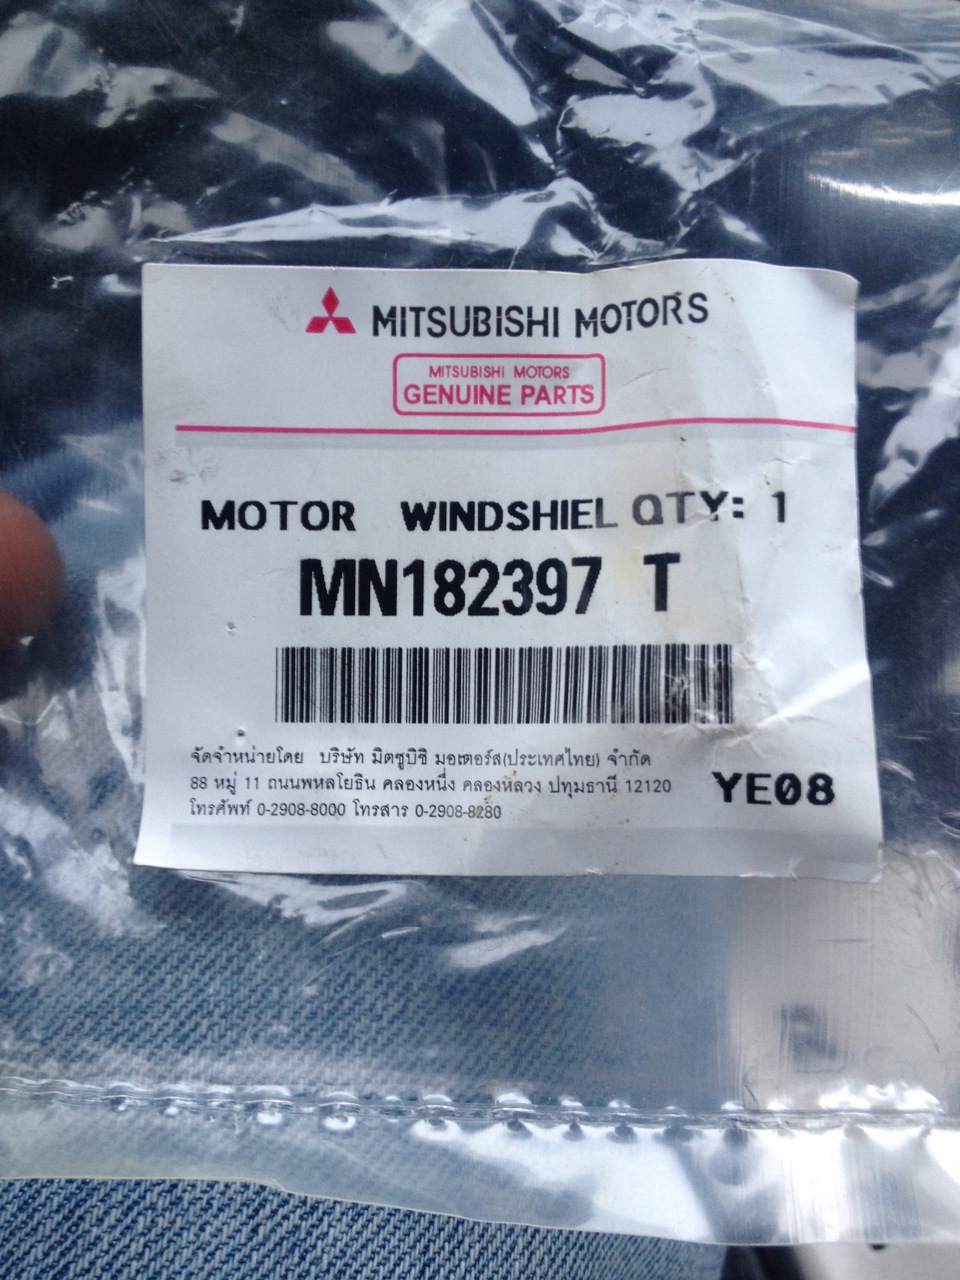 MITSUBISHI MOTORS
MITSUBISHI MOTORS
GENUINE PARTS
MOTOR WINDSHIEL QTY: 1
MN182397 T
จัดจำหน่ายโดย บริษัท มิตซูบิชิ มอเตอร์ส(ประเทศไทย) จำกัด
88 หมู่ 11 ถนนพหลโยธิน คลองหนึ่ง คลองหลวง ปทุมธานี 12120
โทรศัพท์ 0-2908-8000 โทรสาร 0-2908-8280
YE08